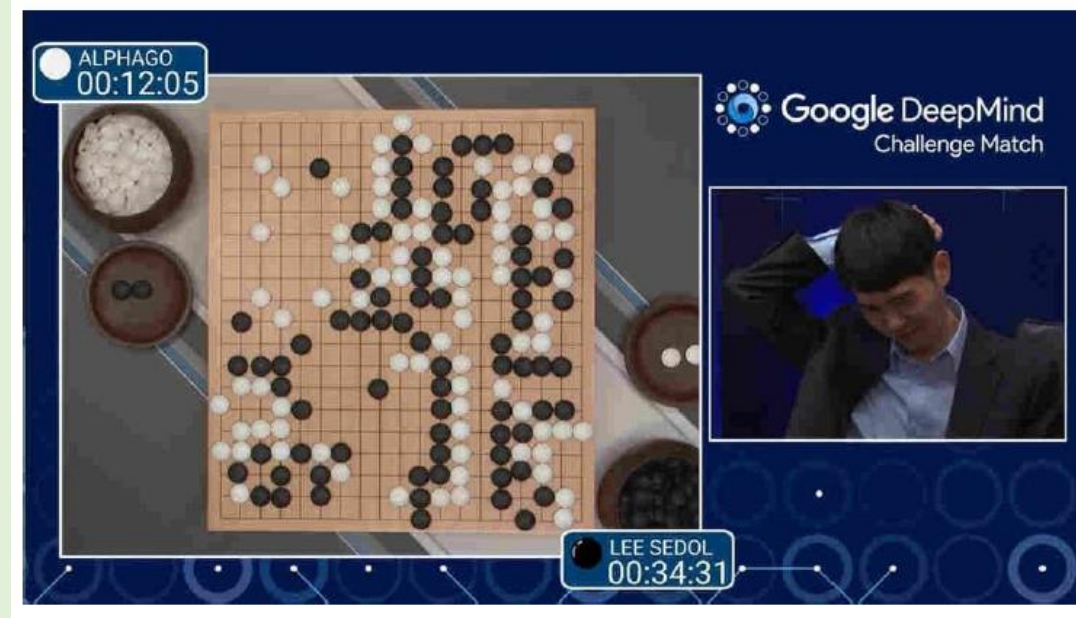 ALPHAGO
00:12:05
Google DeepMind
Challenge Match
LEE SEDOL
00:34:31